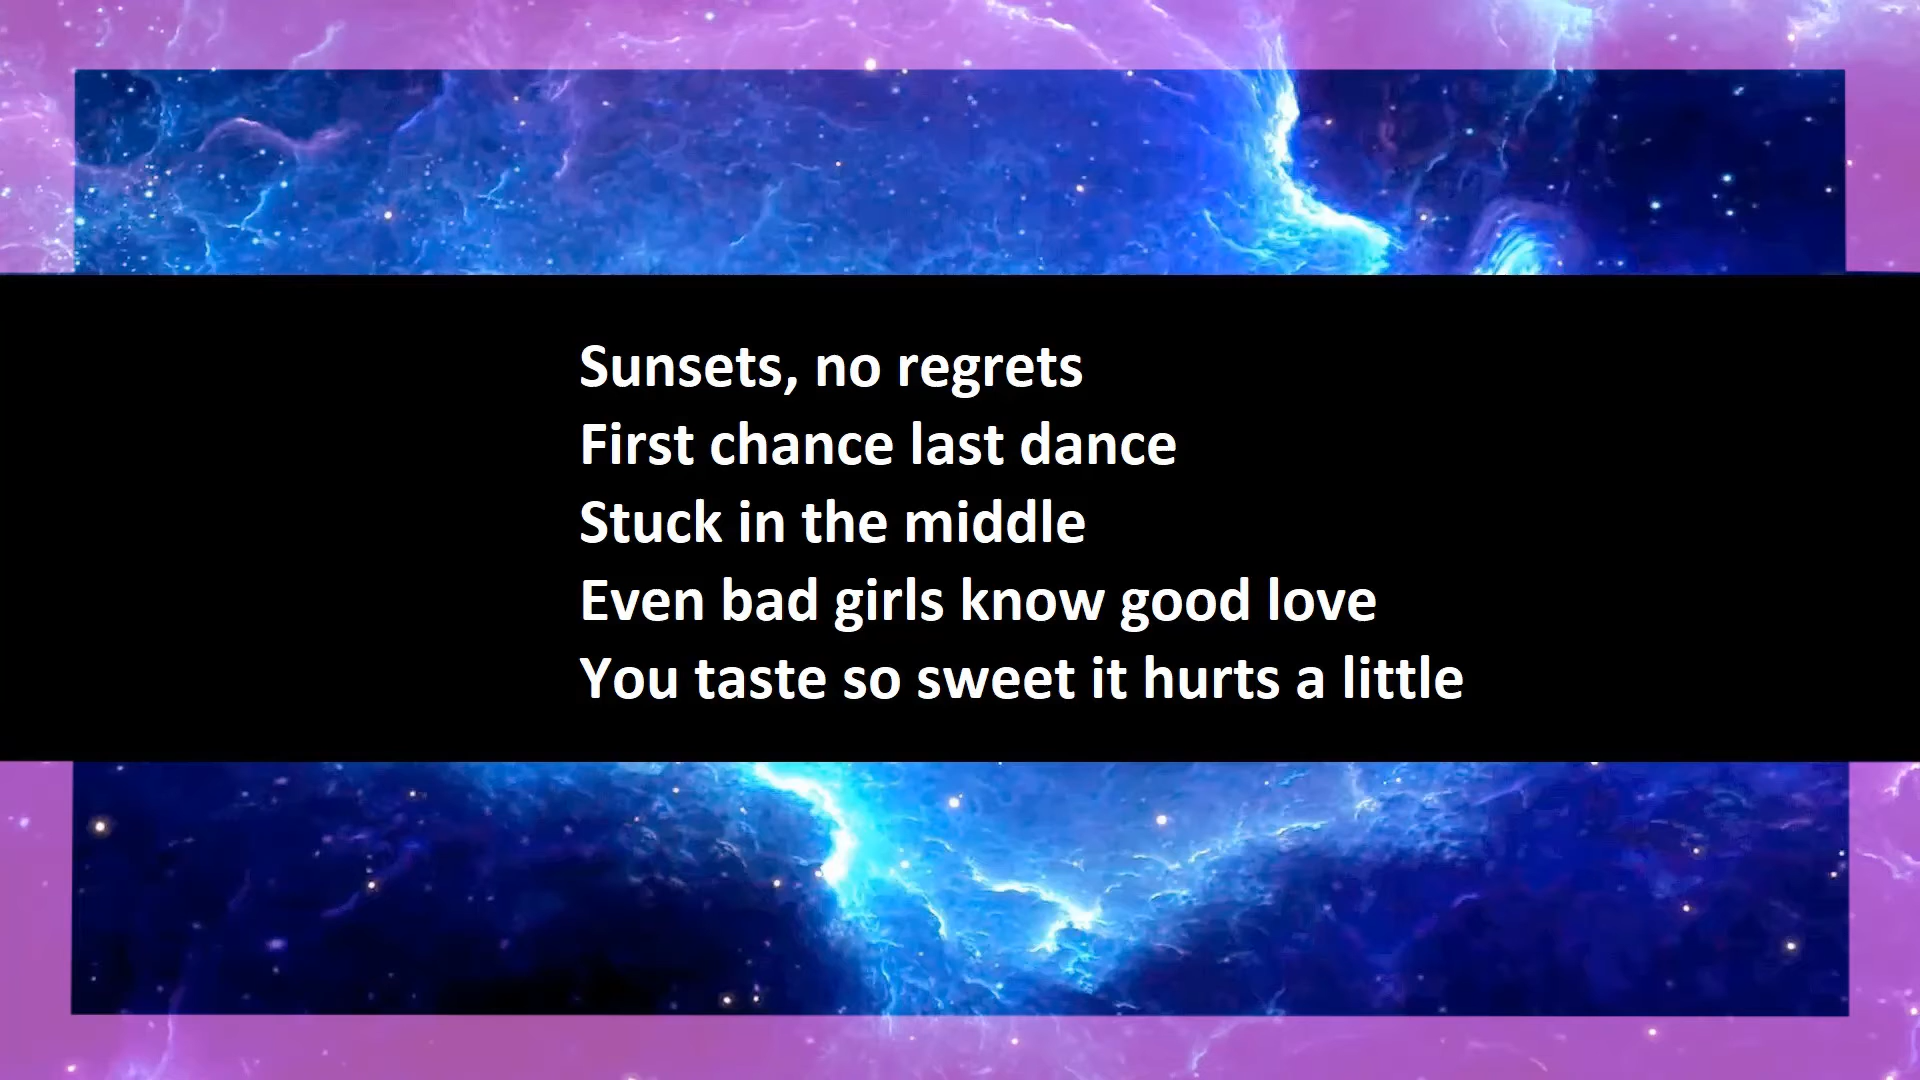 Sunsets, no regrets
First chance last dance
Stuck in the middle
Even bad girls know good love
You taste so sweet it hurts a little